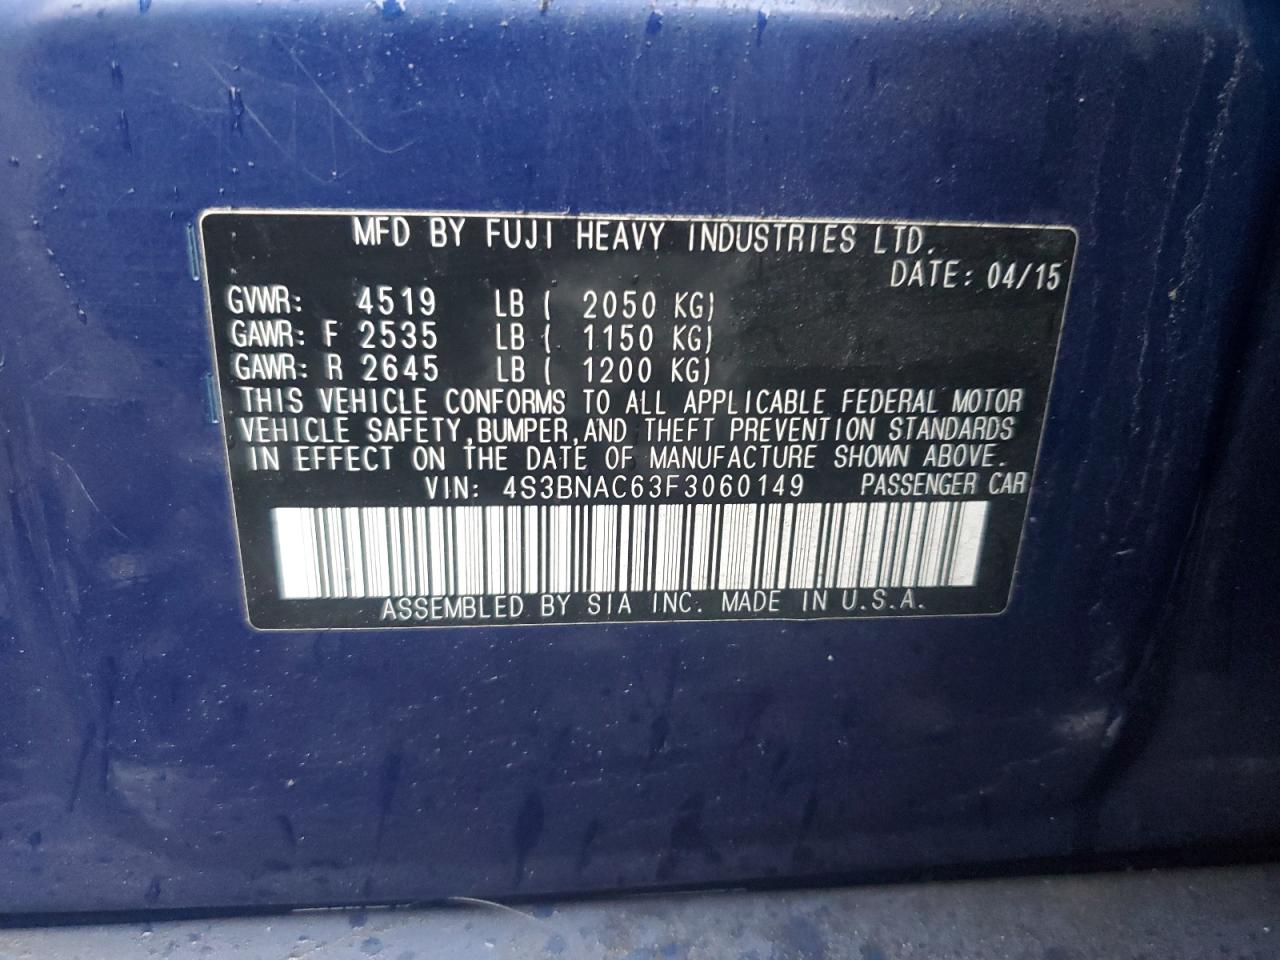 MFD BY FUJI HEAVY INDUSTRIES LTD.
DATE: 04/15
GVWR: 4519 LB ( 2050 KG)
GAWR: F 2535 LB ( 1150 KG)
GAWR: R 2645 LB ( 1200 KG)
THIS VEHICLE CONFORMS TO ALL APPLICABLE FEDERAL MOTOR
VEHICLE SAFETY, BUMPER, AND THEFT PREVENTION STANDARDS
IN EFFECT ON THE DATE OF MANUFACTURE SHOWN ABOVE.
VIN: 4S3BNAC63F3060149 PASSENGER CAR
ASSEMBLED BY SIA INC. MADE IN U.S.A.